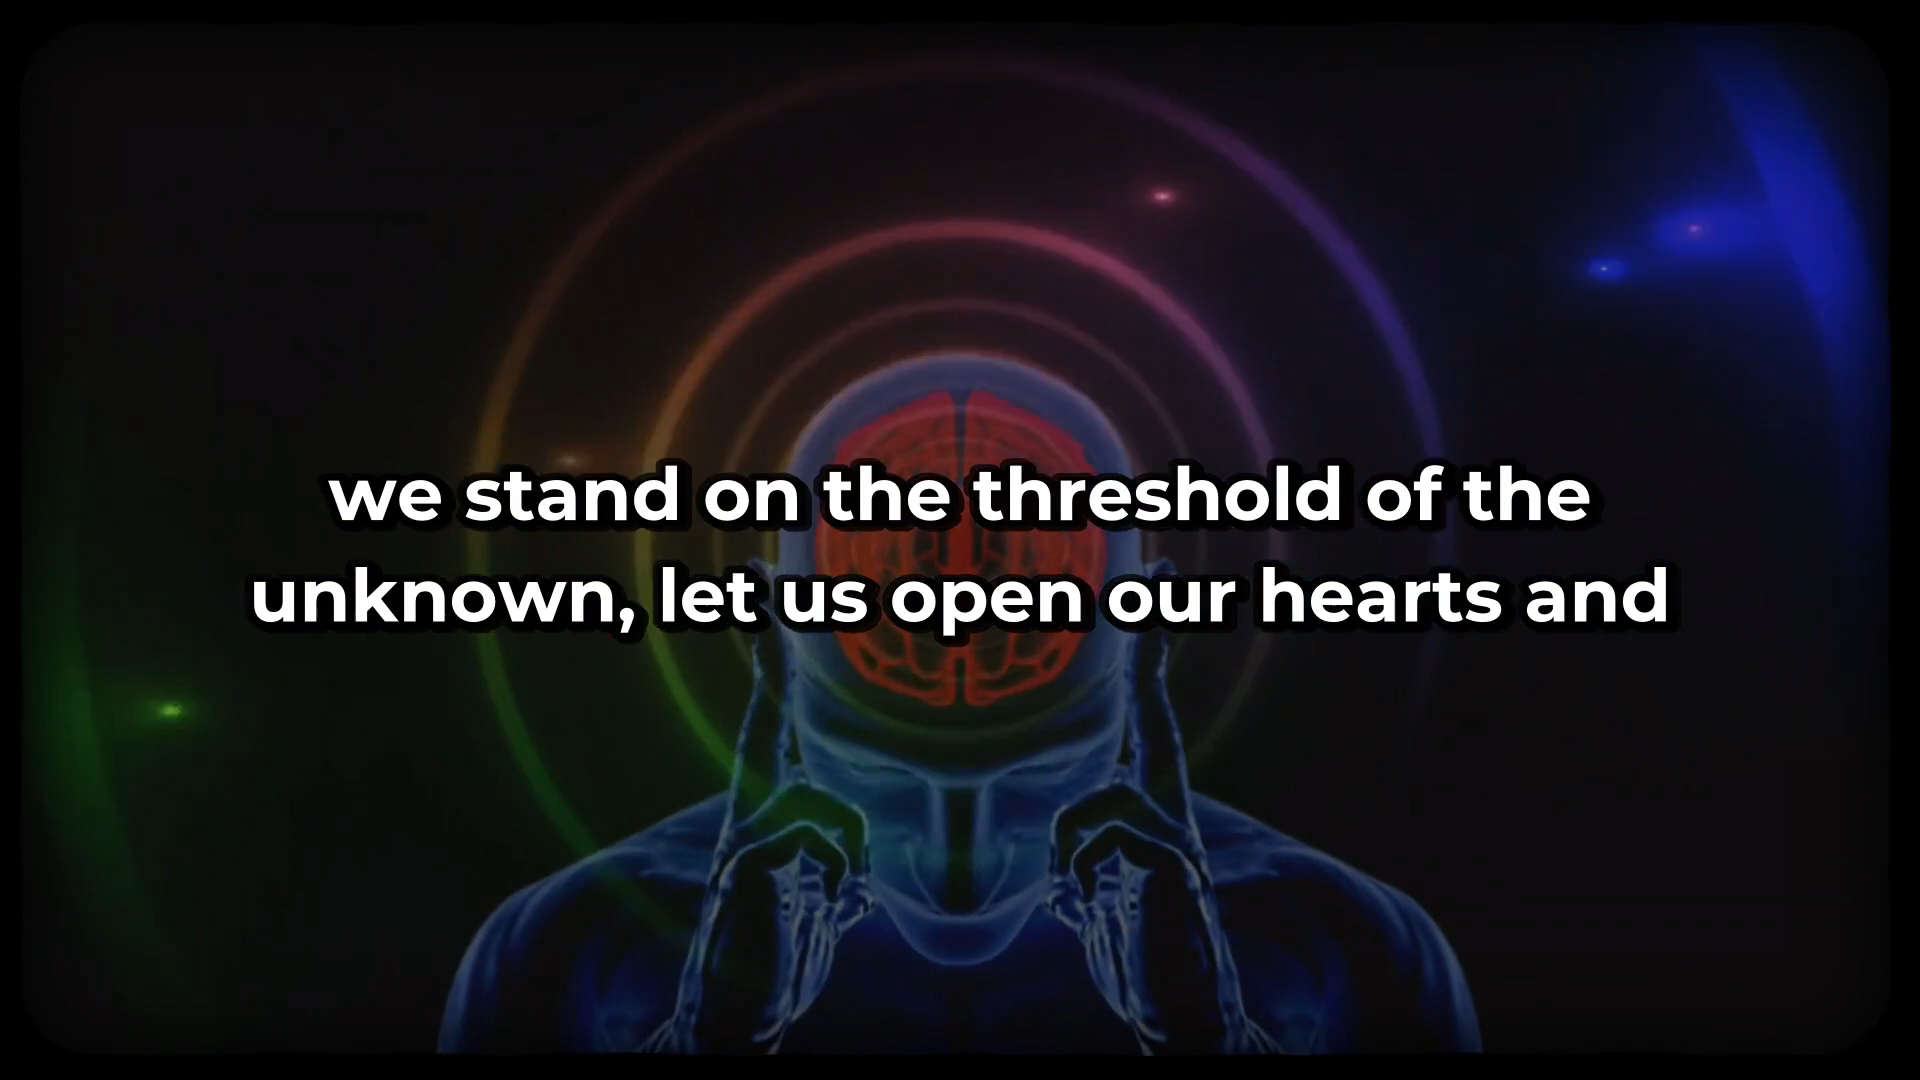 we stand on the threshold of the
unknown, let us open our hearts and